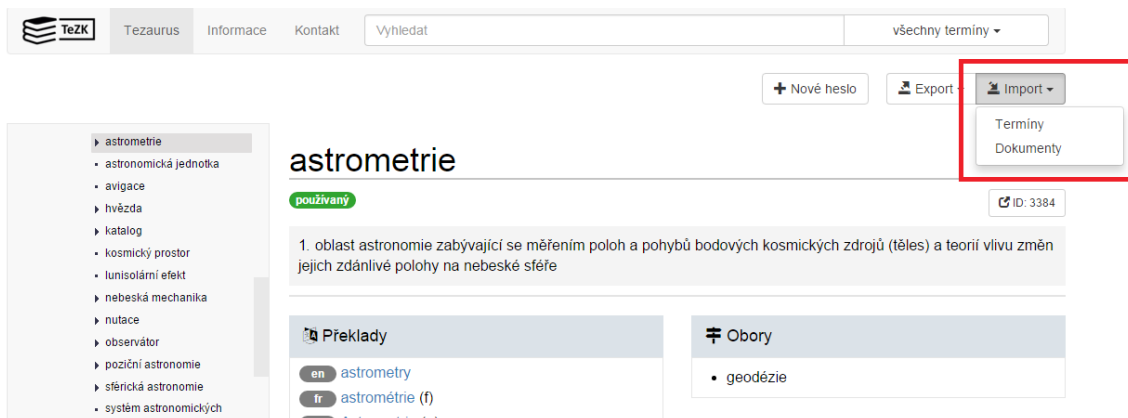 TeZK
Tezaurus Informace Kontakt Vyhledat všechny termíny
Nové heslo Export Import
Termíny
Dokumenty
astrometrie
astronomická jednotka
avigace
hvězda
katalog
kosmický prostor
lunisolární efekt
nebeská mechanika
nutace
observátor
poziční astronomie
sférická astronomie
systém astronomických
astrometrie
používaný
ID: 3384
1. oblast astronomie zabývající se měřením poloh a pohybů bodových kosmických zdrojů (těles) a teorií vlivu změn
jejich zdánlivé polohy na nebeské sféře
Překlady
en astrometry
fr astrométrie (f)
Obory
geodézie